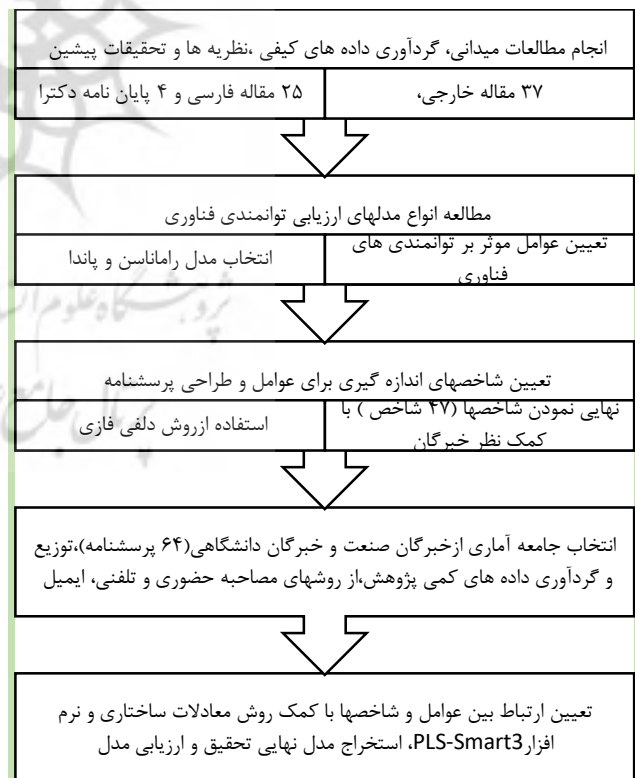 انجام مطالعات میدانی، گردآوری داده های کیفی ،نظریه ها و تحقیقات پیشین
۳۷ مقاله خارجی،
۲۵ مقاله فارسی و ۴ پایان نامه دکترا
مطالعه انواع مدلهای ارزیابی توانمندی فناوری
تعیین عوامل موثر بر توانمندی های
فناوری
انتخاب مدل راماناسن و پاندا
تعیین شاخصهای اندازه گیری برای عوامل و طراحی پرسشنامه
نهایی نمودن شاخصها (۴۷ شاخص ) با
کمک نظر خبرگان
استفاده ازروش دلفی فازی
انتخاب جامعه آماری ازخبرگان صنعت و خبرگان دانشگاهی(۶۴ پرسشنامه)،توزیع
و گردآوری داده های کمی پژوهش،از روشهای مصاحبه حضوری و تلفنی، ایمیل
تعیین ارتباط بین عوامل و شاخصها با کمک روش معادلات ساختاری و نرم
افزارPLS-Smart3، استخراج مدل نهایی تحقیق و ارزیابی مدل